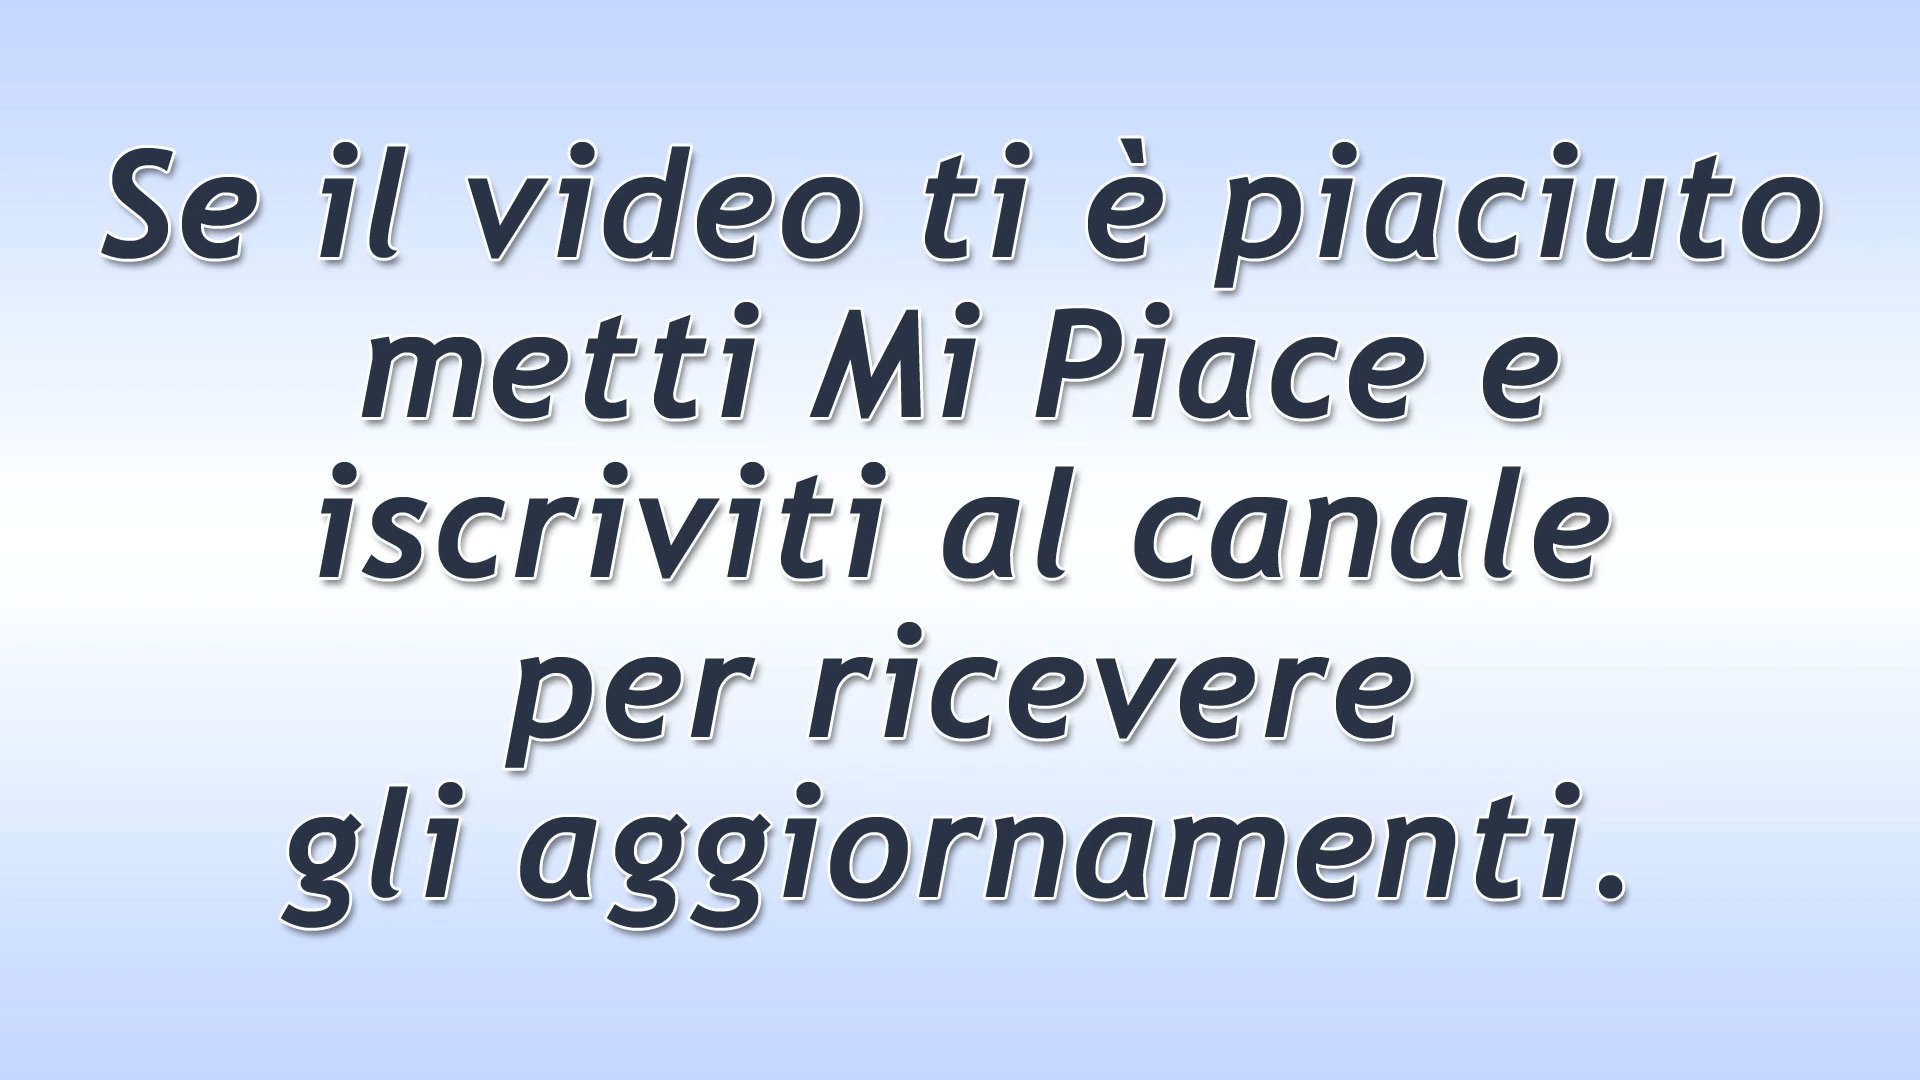 Se il video ti è piaciuto
metti Mi Piace e
iscriviti al canale
per ricevere
gli aggiornamenti.